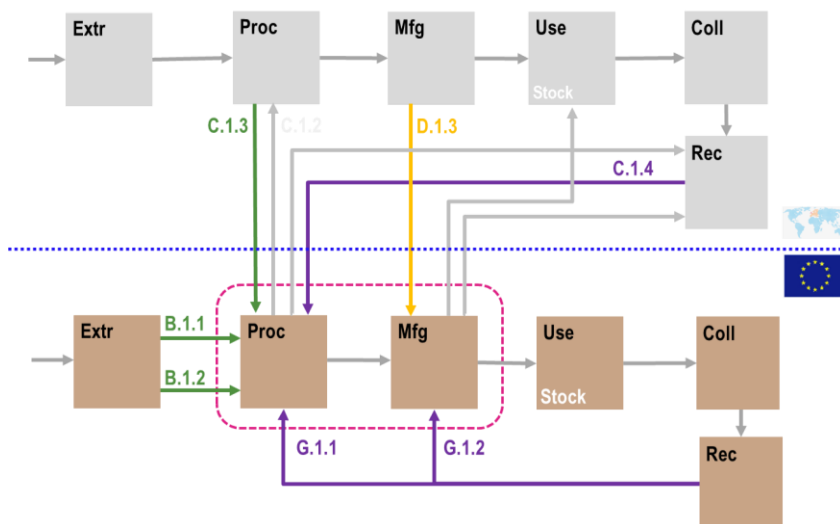 Extr
Proc
Mfg
Use
Coll
Stock
C.1.3
C.1.2
D.1.3
Rec
C.1.4
Extr
B.1.1
B.1.2
Proc
Mfg
Use
Stock
Coll
G.1.1
G.1.2
Rec